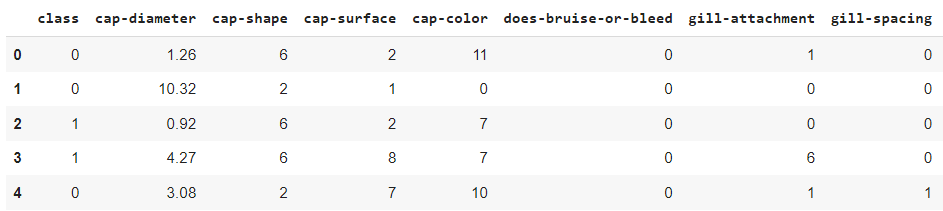 class cap-diameter cap-shape cap-surface cap-color does-bruise-or-bleed gill-attachment gill-spacing
0 0 1.26 6 2 11 0 1 0
1 0 10.32 2 1 0 0 0 0
2 1 0.92 6 2 7 0 0 0
3 1 4.27 6 8 7 0 6 0
4 0 3.08 2 7 10 0 1 1